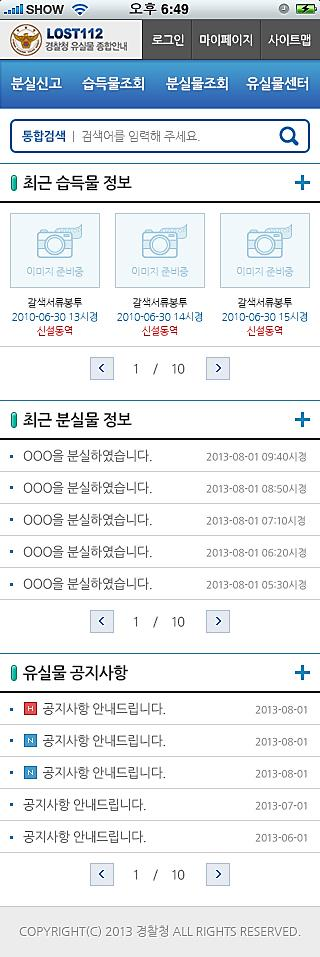 SHOW 오후 6:49
LOST112
경찰청 유실물 종합안내
로그인 마이페이지 사이트맵
분실신고 습득물조회 분실물조회 유실물센터
통합검색 | 검색어를 입력해 주세요.
최근 습득물 정보 +
이미지 준비중 이미지 준비중 이미지 준비중
갈색서류봉투 갈색서류봉투 갈색서류봉투
2010-06-30 13시경 2010-06-30 14시경 2010-06-30 15시경
신설동역 신설동역 신설동역
< 1 / 10 >
최근 분실물 정보 +
OOO을 분실하였습니다. 2013-08-01 09:40시경
OOO을 분실하였습니다. 2013-08-01 08:50시경
OOO을 분실하였습니다. 2013-08-01 07:10시경
OOO을 분실하였습니다. 2013-08-01 06:20시경
OOO을 분실하였습니다. 2013-08-01 05:30시경
< 1 / 10 >
유실물 공지사항 +
H 공지사항 안내드립니다. 2013-08-01
N 공지사항 안내드립니다. 2013-08-01
N 공지사항 안내드립니다. 2013-08-01
공지사항 안내드립니다. 2013-07-01
공지사항 안내드립니다. 2013-06-01
< 1 / 10 >
COPYRIGHT(C) 2013 경찰청 ALL RIGHTS RESERVED.